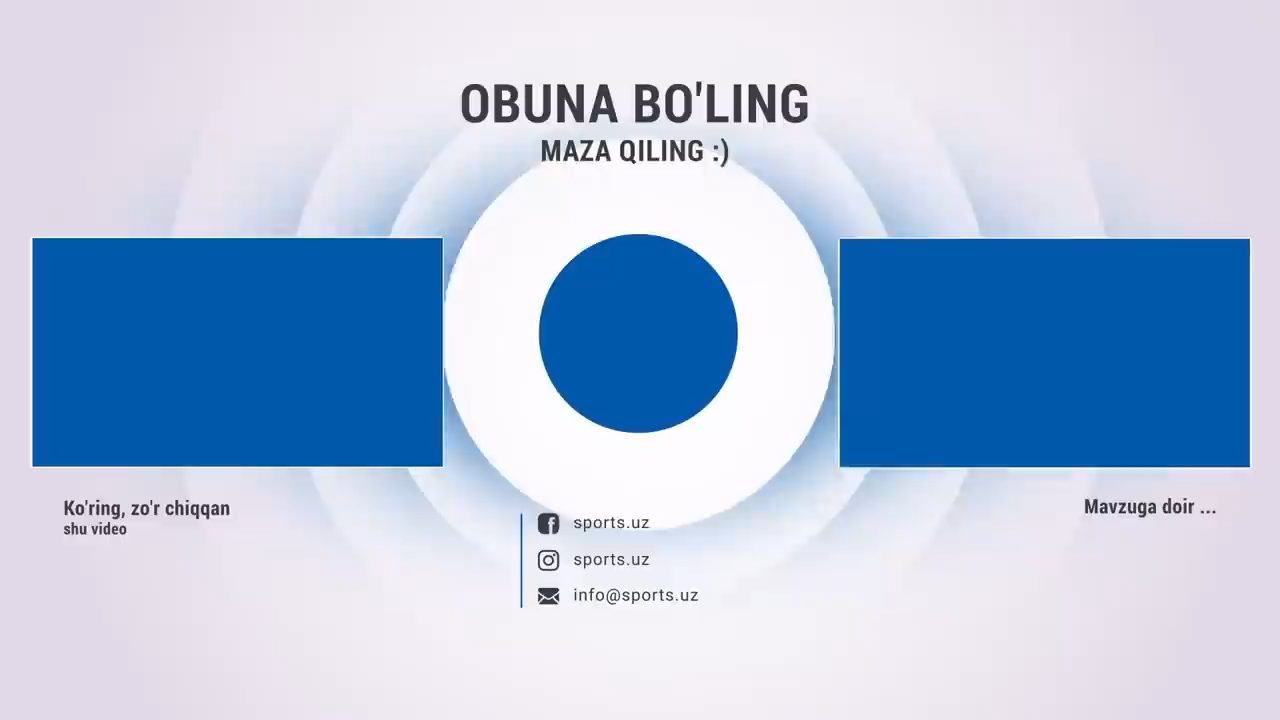 OBUNA BO'LING
MAZA QILING :)
Ko'ring, zo'r chiqqan
shu video
Mavzuga doir ...
sports.uz
sports.uz
info@sports.uz